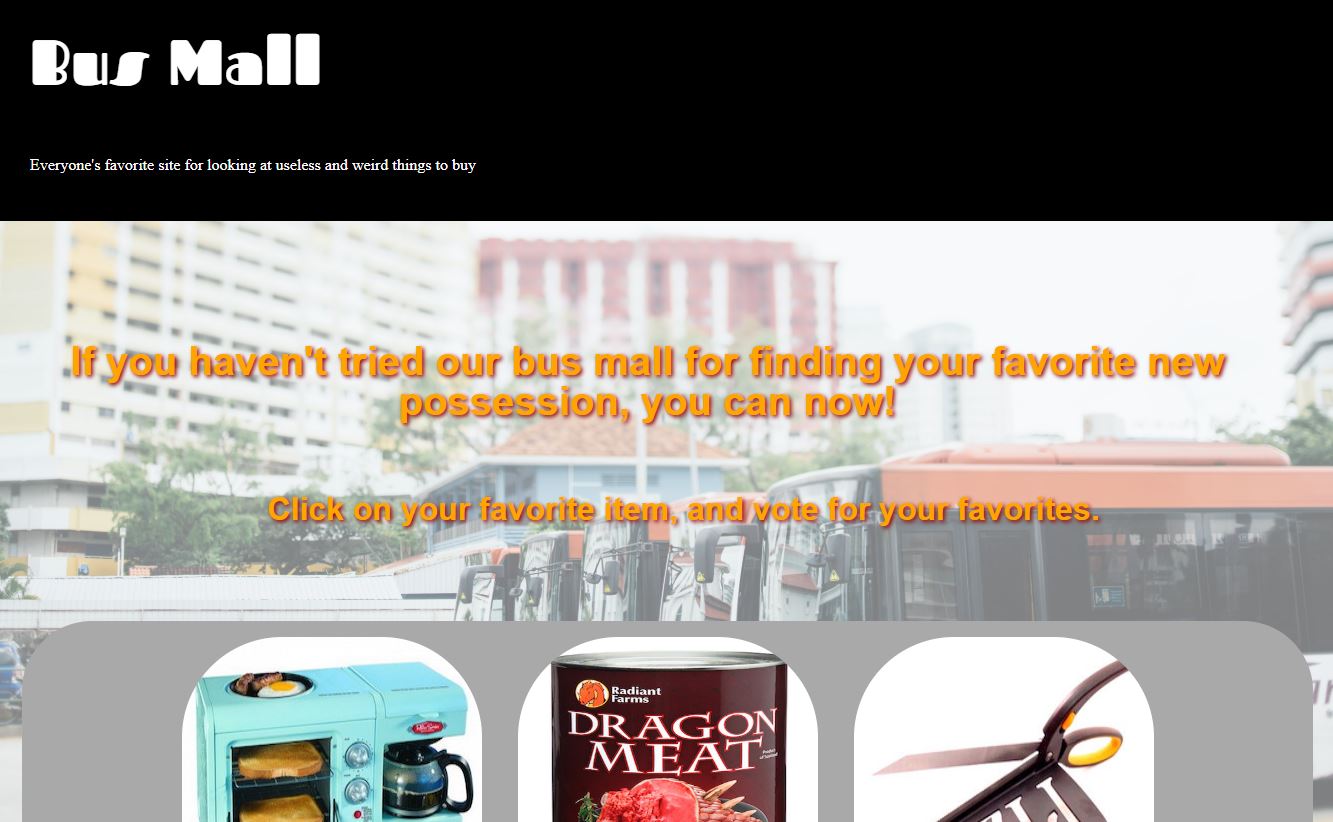 Bus Mall
Everyone's favorite site for looking at useless and weird things to buy
If you haven't tried our bus mall for finding your favorite new
possession, you can now!
Click on your favorite item, and vote for your favorites.
Radiant
Farms
DRAGON
MEAT